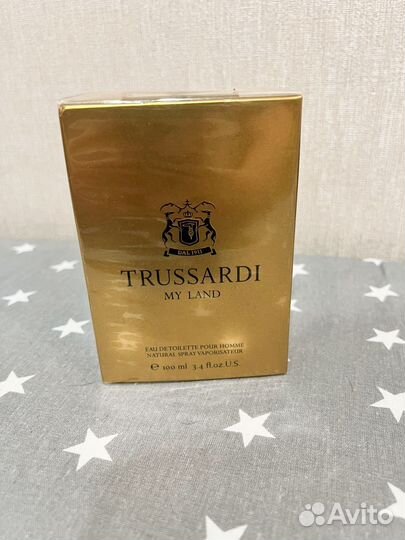 DAL 1911
TRUSSARDI
MY LAND
EAU DE TOILETTE POUR HOMME
NATURAL SPRAY VAPORISATEUR
e 100 ml 3.4 fl.oz.U.S.
Avito